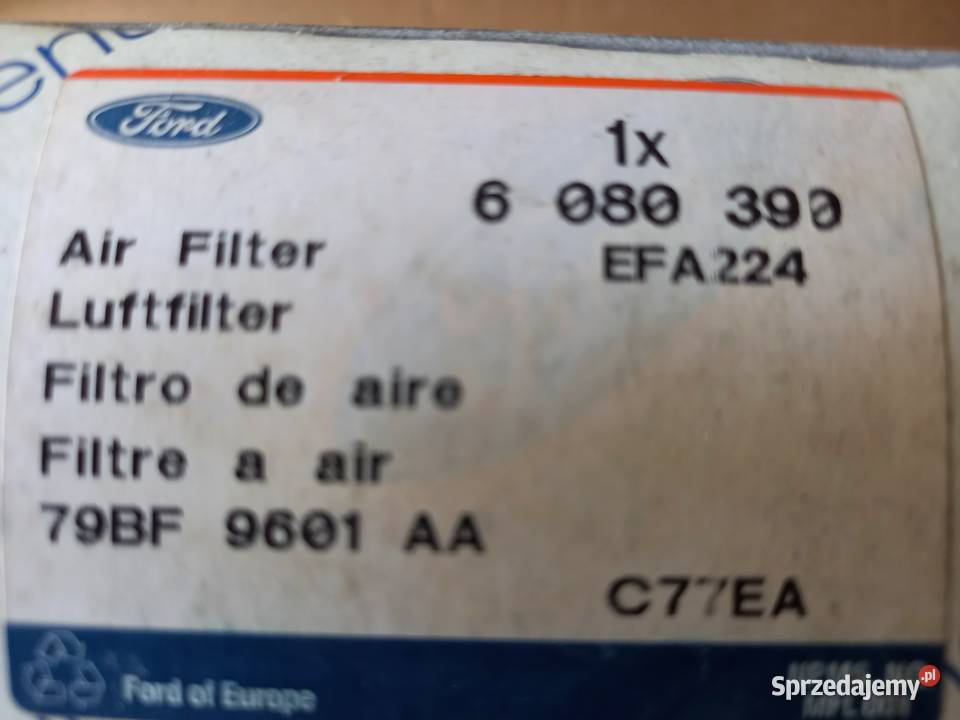 Ford
1x
6 080 390
Air Filter
EFA224
Luftfilter
Filtro de aire
Filtre a air
79BF 9601 AA
C77EA
Ford of Europe
Sprzedajemy.pl